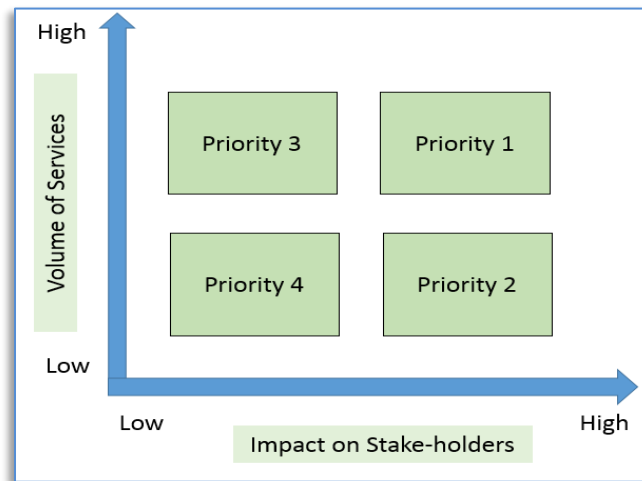 High
Volume of Services
Priority 3
Priority 1
Priority 4
Priority 2
Low
Low
High
Impact on Stake-holders